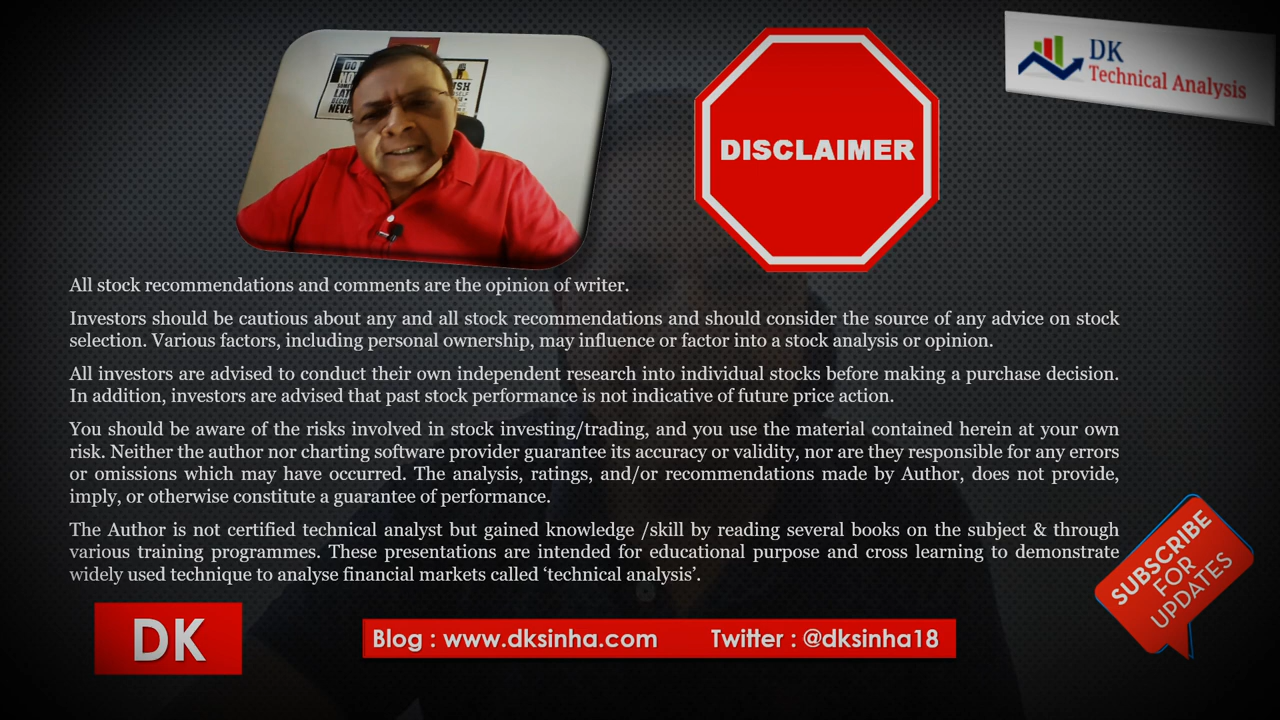 DO
NOT
LATE
NEVE
DISCLAIMER
DK
Technical Analysis
All stock recommendations and comments are the opinion of writer.
Investors should be cautious about any and all stock recommendations and should consider the source of any advice on stock
selection. Various factors, including personal ownership, may influence or factor into a stock analysis or opinion.
All investors are advised to conduct their own independent research into individual stocks before making a purchase decision.
In addition, investors are advised that past stock performance is not indicative of future price action.
You should be aware of the risks involved in stock investing/trading, and you use the material contained herein at your own
risk. Neither the author nor charting software provider guarantee its accuracy or validity, nor are they responsible for any errors
or omissions which may have occurred. The analysis, ratings, and/or recommendations made by Author, does not provide,
imply, or otherwise constitute a guarantee of performance.
The Author is not certified technical analyst but gained knowledge /skill by reading several books on the subject & through
various training programmes. These presentations are intended for educational purpose and cross learning to demonstrate
widely used technique to analyse financial markets called ‘technical analysis’.
SUBSCRIBE
FOR
UPDATES
DK
Blog : www.dksinha.com Twitter : @dksinha18